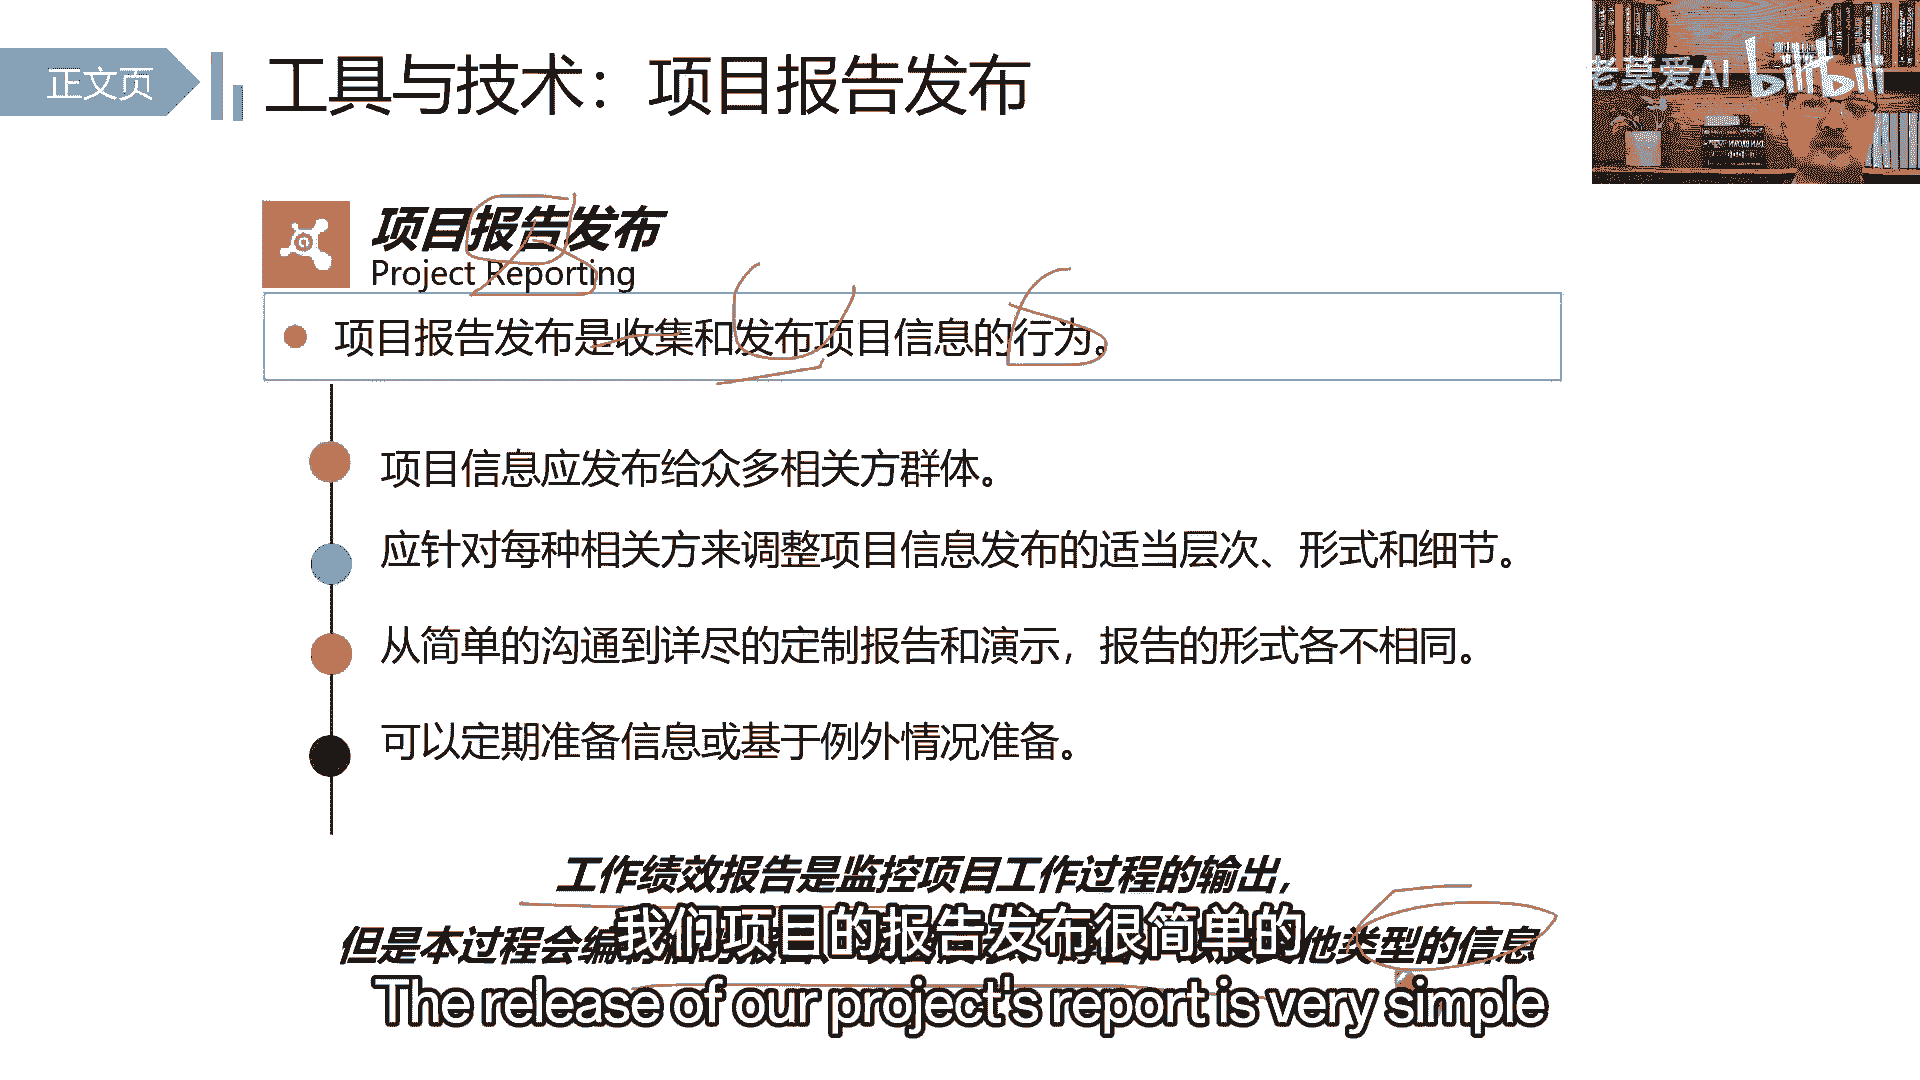 正文页
工具与技术：项目报告发布
老莫爱AI
bilibili
项目报告发布
Project Reporting
项目报告发布是收集和发布项目信息的行为。
项目信息应发布给众多相关方群体。
应针对每种相关方来调整项目信息发布的适当层次、形式和细节。
从简单的沟通到详尽的定制报告和演示，报告的形式各不相同。
可以定期准备信息或基于例外情况准备。
工作绩效报告是监控项目工作过程的输出，
但是本过程会编 他类型的信息
我们项目的报告发布很简单的
The release of our project's report is very simple